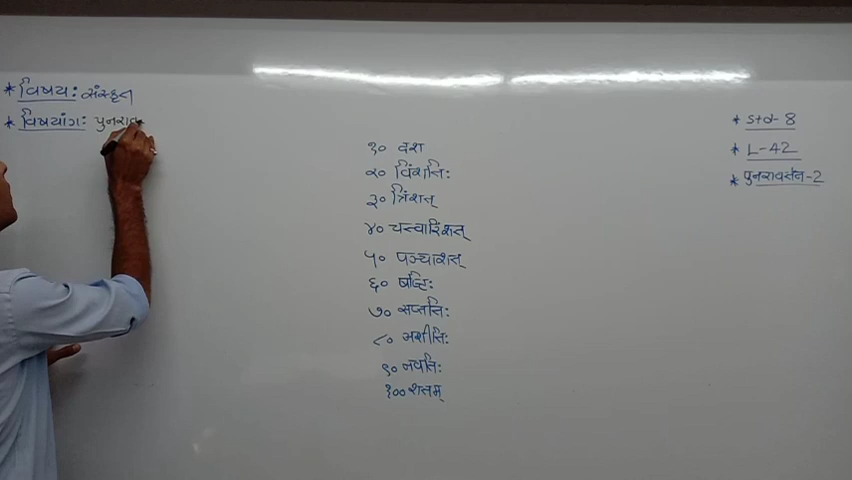 * विषय: संस्कृत
* विषयांग: पुनराव
१० दश
२० विंशति:
३० त्रिंशत्
४० चत्वारिंशत्
५० पञ्चाशत्
६० षष्टि:
७० सप्तति:
८० अशीति:
९० नवति:
१०० शतम्
* Std-8
* L-42
* पुनरावर्तन-2